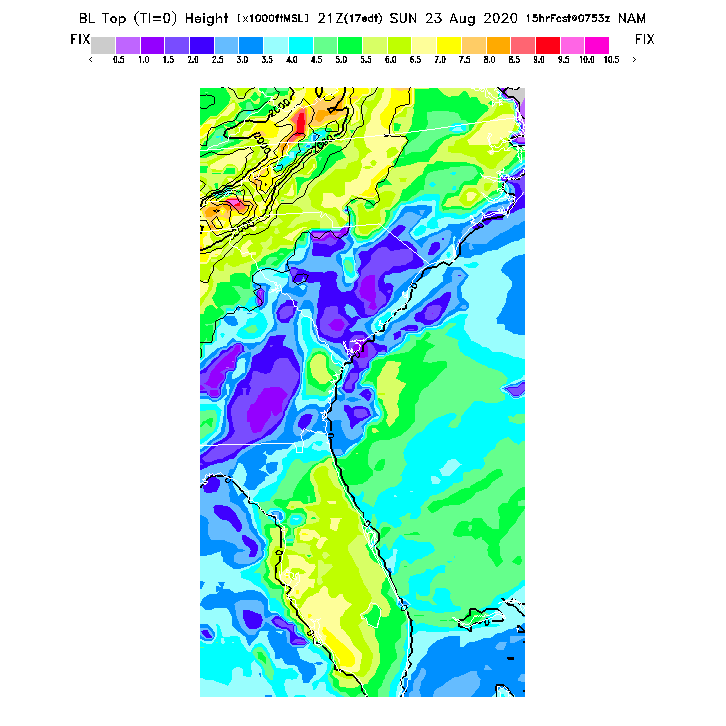 BL Top (TI=0) Height [x1000ftMSL] 21Z(17edt) SUN 23 Aug 2020 15hrFcst@0753z NAM
FIX FIX
< 0.5 1.0 1.5 2.0 2.5 3.0 3.5 4.0 4.5 5.0 5.5 6.0 6.5 7.0 7.5 8.0 8.5 9.0 9.5 10.0 10.5 >
2000
2000
2000